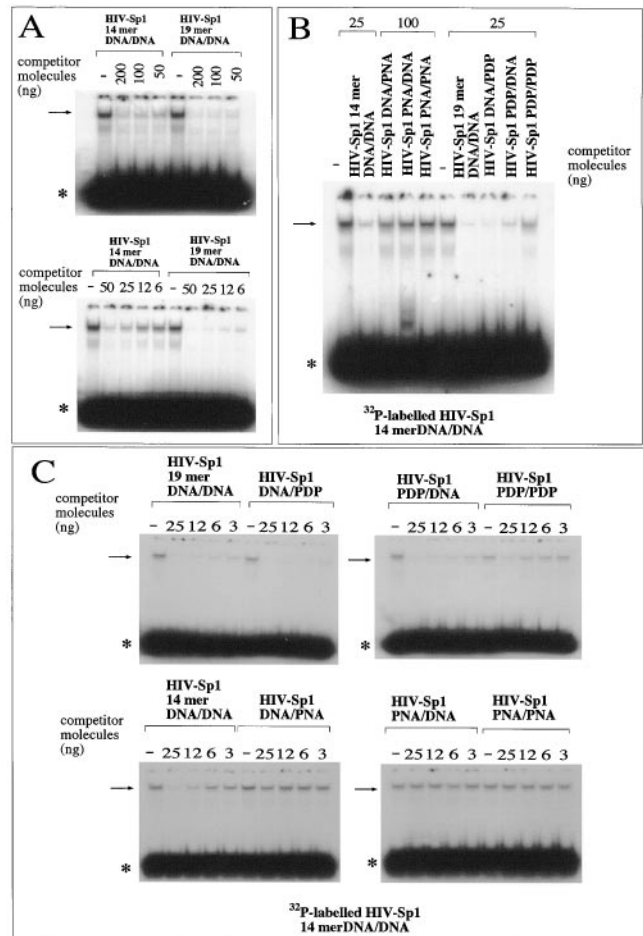 A
HIV-Sp1
14 mer
DNA/DNA
HIV-Sp1
19 mer
DNA/DNA
competitor
molecules
(ng)
- 200 100 50 - 200 100 50
*
HIV-Sp1
14 mer
DNA/DNA
HIV-Sp1
19 mer
DNA/DNA
competitor
molecules
(ng)
- 50 25 12 6 - 50 25 12 6
*
B
25 100 25
-
HIV-Sp1 14 mer
DNA/DNA
HIV-Sp1 DNA/PNA
HIV-Sp1 PNA/DNA
HIV-Sp1 PNA/PNA
-
HIV-Sp1 19 mer
DNA/DNA
HIV-Sp1 DNA/PDP
HIV-Sp1 PDP/DNA
HIV-Sp1 PDP/PDP
competitor
molecules
(ng)
*
32P-labelled HIV-Sp1
14 merDNA/DNA
C
HIV-Sp1
19 mer
DNA/DNA
HIV-Sp1
DNA/PDP
competitor
molecules
(ng)
- 25 12 6 3 - 25 12 6 3
*
HIV-Sp1
PDP/DNA
HIV-Sp1
PDP/PDP
- 25 12 6 3 - 25 12 6 3
*
HIV-Sp1
14 mer
DNA/DNA
HIV-Sp1
DNA/PNA
competitor
molecules
(ng)
- 25 12 6 3 - 25 12 6 3
*
HIV-Sp1
PNA/DNA
HIV-Sp1
PNA/PNA
- 25 12 6 3 - 25 12 6 3
*
32P-labelled HIV-Sp1
14 merDNA/DNA